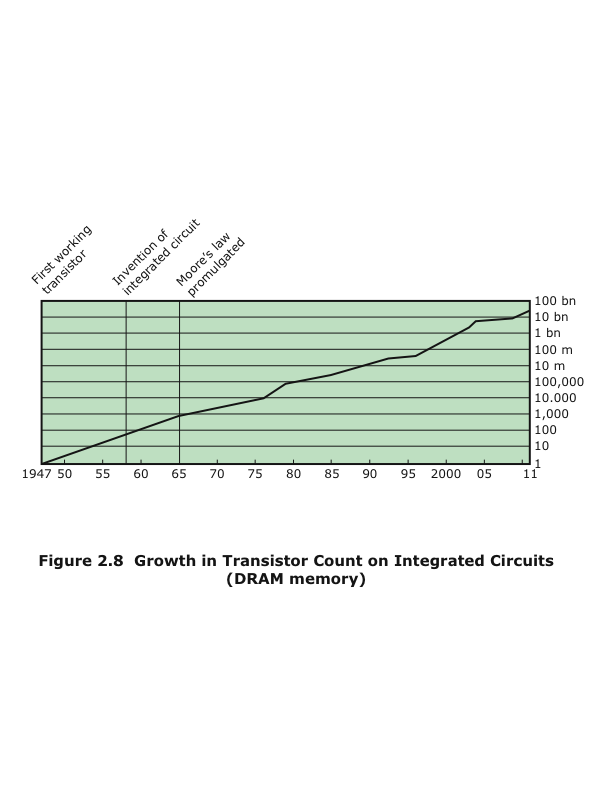 First working
transistor
Invention of
integrated circuit
Moore's law
promulgated
100 bn
10 bn
1 bn
100 m
10 m
100,000
10.000
1,000
100
10
1
1947 50 55 60 65 70 75 80 85 90 95 2000 05 11
Figure 2.8 Growth in Transistor Count on Integrated Circuits
(DRAM memory)